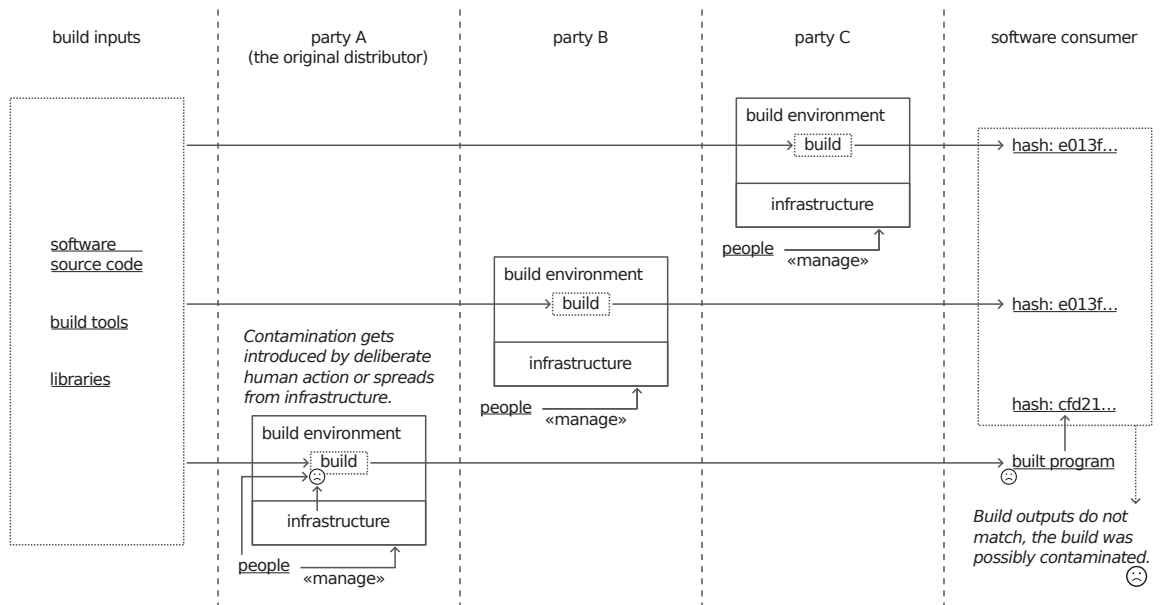 build inputs
party A
(the original distributor)
party B
party C
software consumer
build environment
build
infrastructure
people
«manage»
hash: e013f...
software
source code
build tools
libraries
build environment
build
infrastructure
people
«manage»
hash: e013f...
Contamination gets
introduced by deliberate
human action or spreads
from infrastructure.
build environment
build
infrastructure
people
«manage»
hash: cfd21...
built program
Build outputs do not
match, the build was
possibly contaminated.